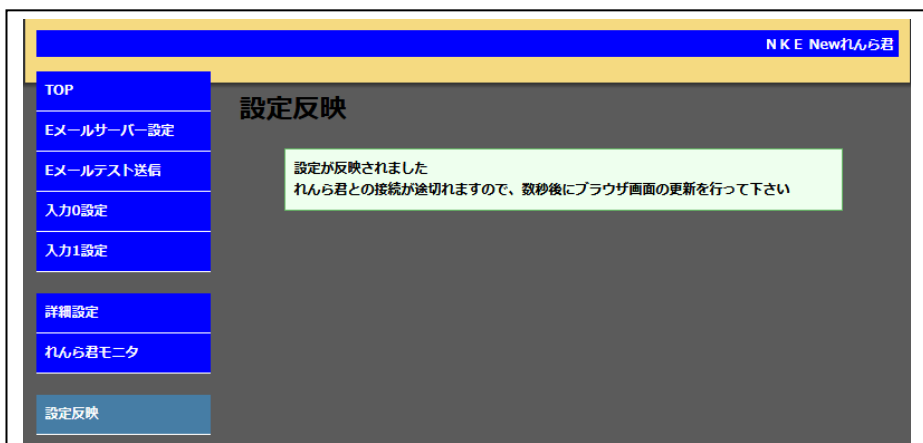 NKE Newれんら君
TOP
Eメールサーバー設定
Eメールテスト送信
入力0設定
入力1設定
詳細設定
れんら君モニタ
設定反映
設定反映
設定が反映されました
れんら君との接続が途切れますので、数秒後にブラウザ画面の更新を行って下さい